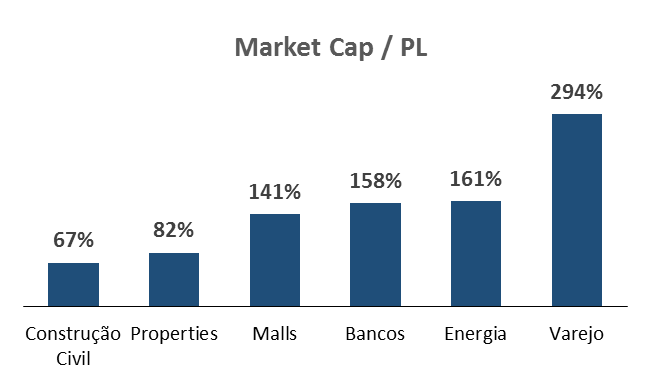 Market Cap / PL
294%
158%
161%
141%
82%
67%
Construção Properties Malls Bancos Energia Varejo
Civil